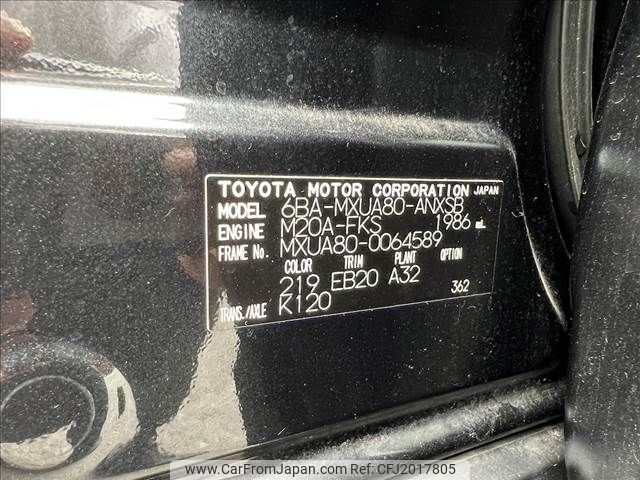 TOYOTA MOTOR CORPORATION JAPAN
MODEL 6BA-MXUA80-ANXSB
ENGINE M20A-FKS 1986 mL
FRAME No. MXUA80-0064589
COLOR TRIM PLANT OPTION
219 EB20 A32 362
TRANS./AXLE K120
www.CarFromJapan.com Ref: CFJ2017805